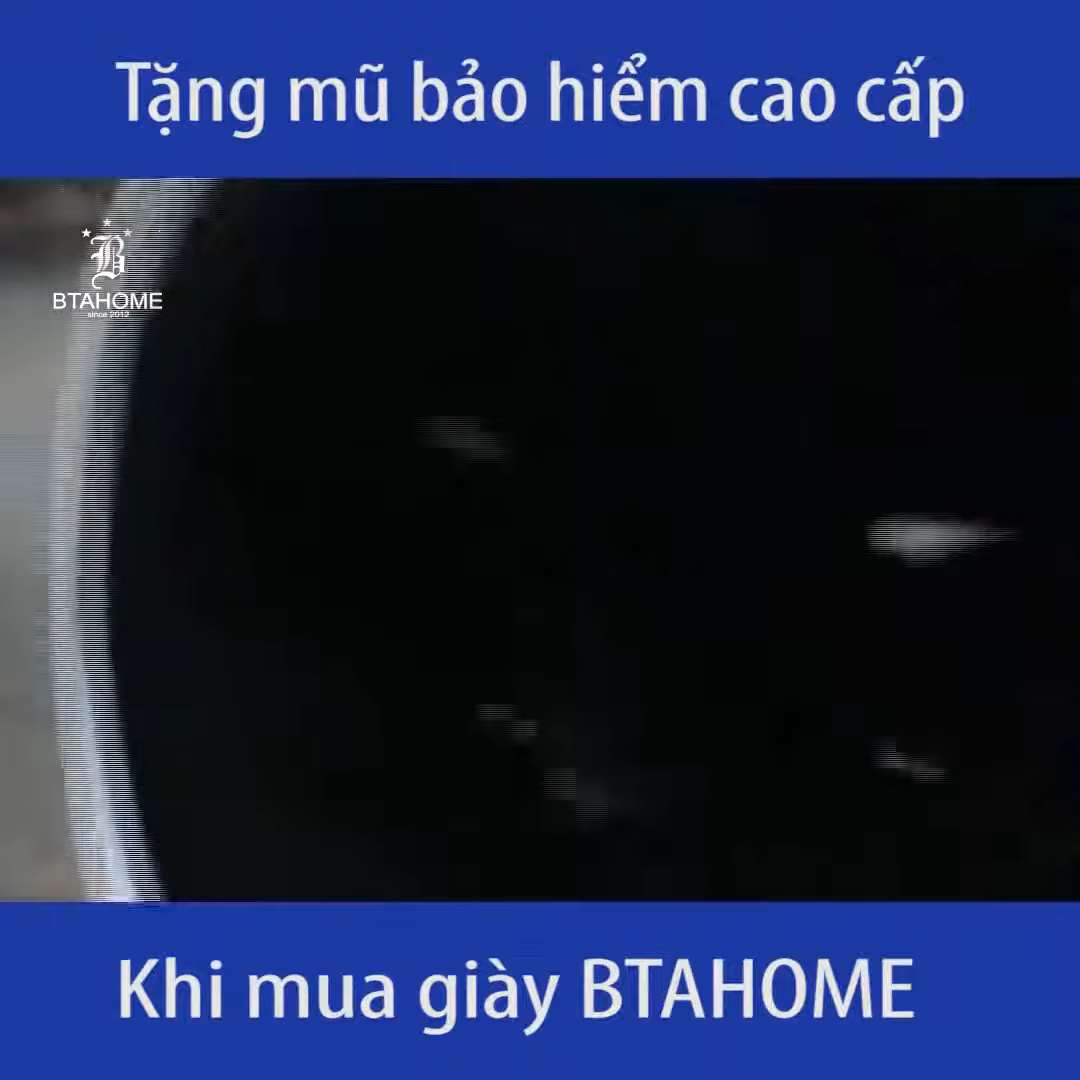 Tặng mũ bảo hiểm cao cấp
B
BTAHOME
since 2012
Khi mua giày BTAHOME